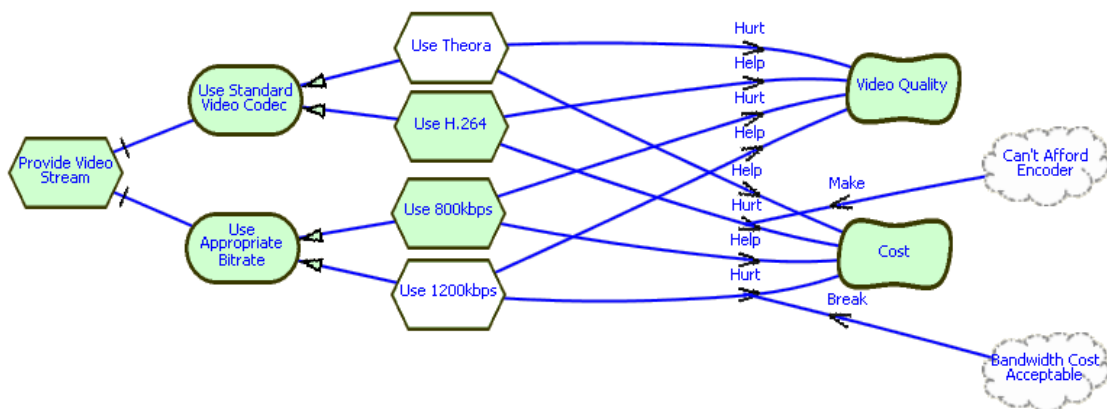 Provide Video
Stream
Use Standard
Video Codec
Use
Appropriate
Bitrate
Use Theora
Use H.264
Use 800kbps
Use 1200kbps
Hurt
Help
Hurt
Help
Help
Hurt
Help
Hurt
Make
Break
Video Quality
Cost
Can't Afford
Encoder
Bandwidth Cost
Acceptable